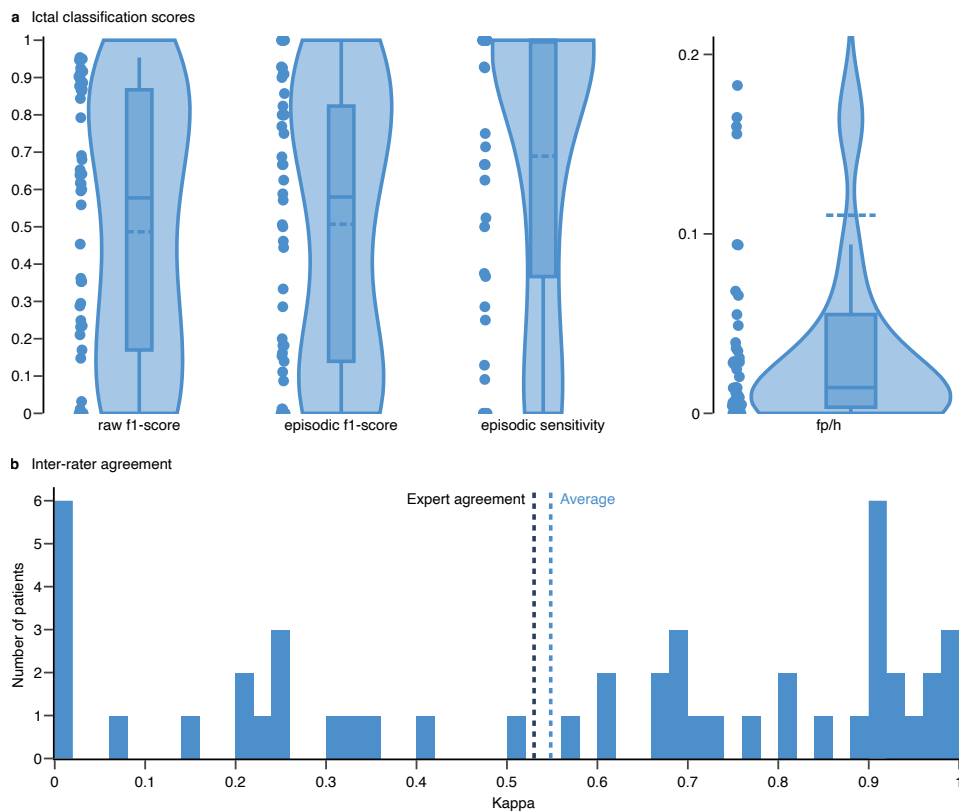 a Ictal classification scores
1
0.9
0.8
0.7
0.6
0.5
0.4
0.3
0.2
0.1
0
raw f1-score
episodic f1-score
episodic sensitivity
0.2
0.1
0
fp/h
b Inter-rater agreement
Number of patients
6
5
4
3
2
1
0
Expert agreement
Average
0 0.1 0.2 0.3 0.4 0.5 0.6 0.7 0.8 0.9 1
Kappa